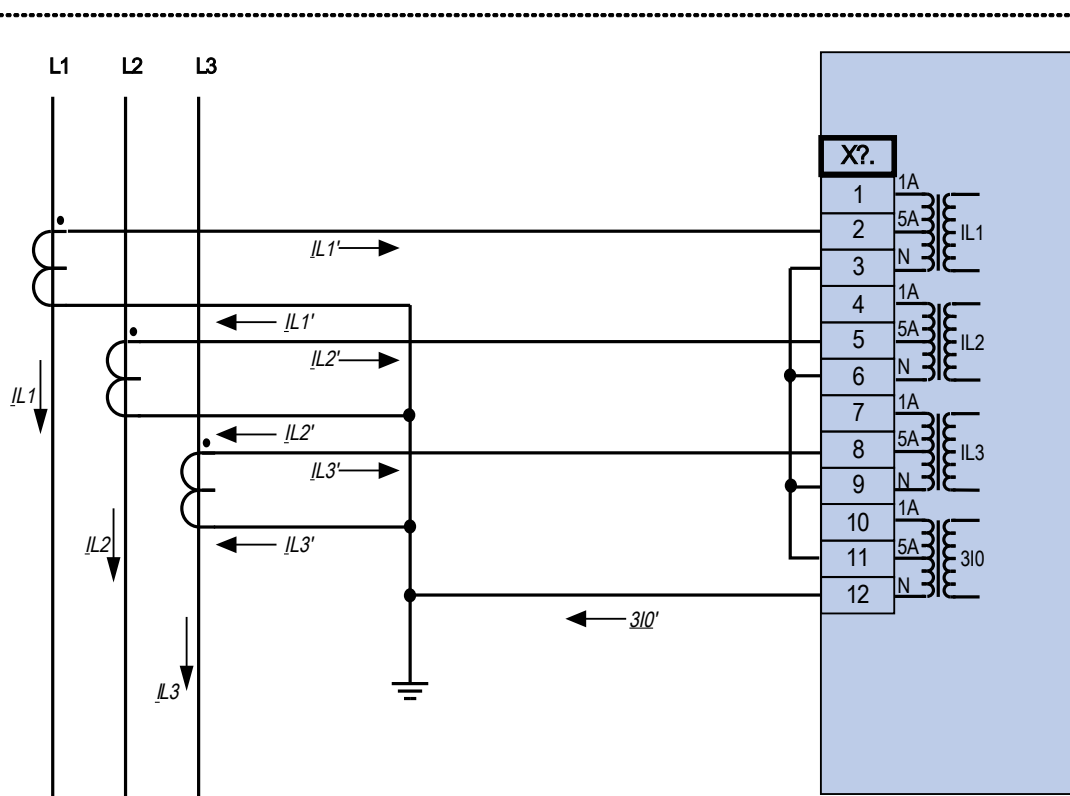 L1 L2 L3
X?.
1 1A
2 5A IL1
3 N
4 1A
5 5A IL2
6 N
7 1A
8 5A IL3
9 N
10 1A
11 5A 3I0
12 N
IL1'
IL1'
IL2'
IL1
IL2'
IL3'
IL2
IL3'
3I0'
IL3